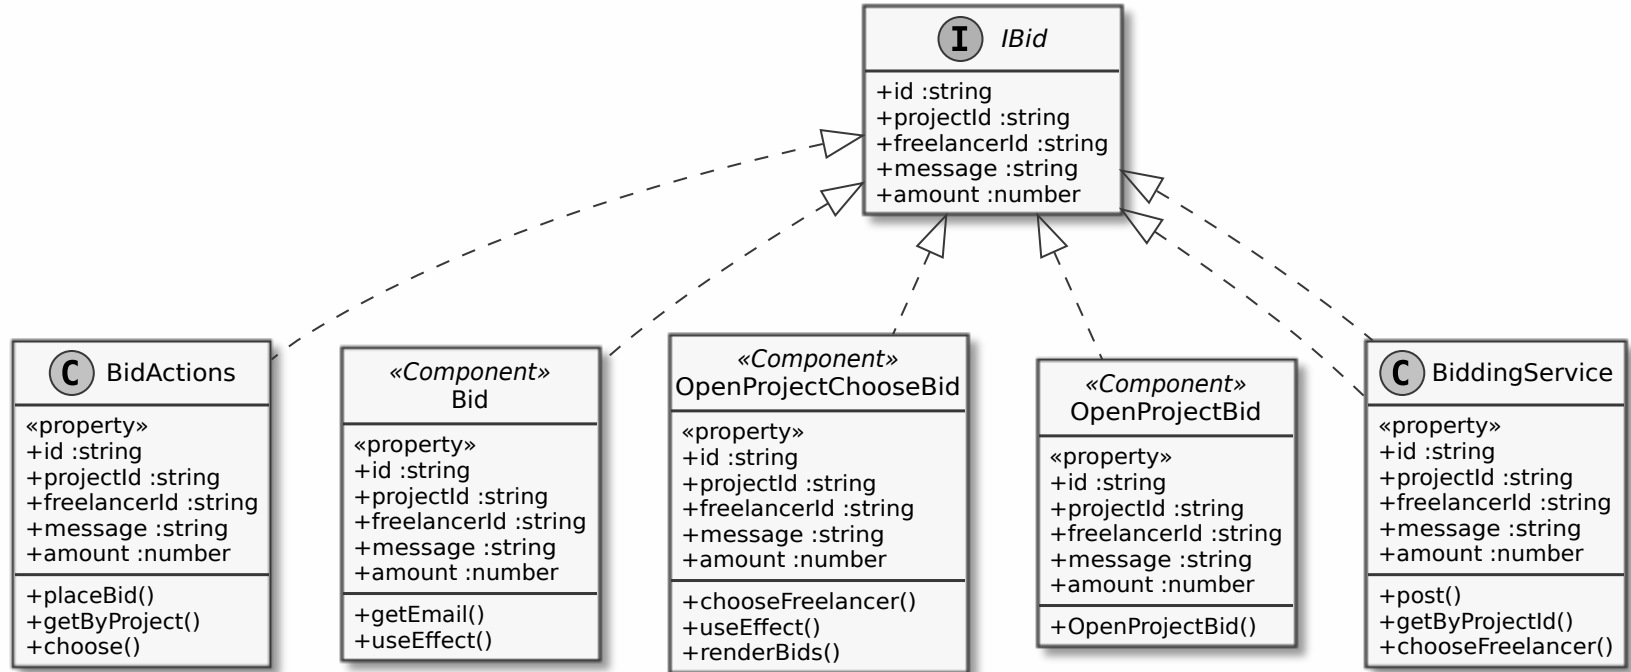 I IBid
+id :string
+projectId :string
+freelancerId :string
+message :string
+amount :number
C BidActions
«property»
+id :string
+projectId :string
+freelancerId :string
+message :string
+amount :number
+placeBid()
+getByProject()
+choose()
«Component»
Bid
«property»
+id :string
+projectId :string
+freelancerId :string
+message :string
+amount :number
+getEmail()
+useEffect()
«Component»
OpenProjectChooseBid
«property»
+id :string
+projectId :string
+freelancerId :string
+message :string
+amount :number
+chooseFreelancer()
+useEffect()
+renderBids()
«Component»
OpenProjectBid
«property»
+id :string
+projectId :string
+freelancerId :string
+message :string
+amount :number
+OpenProjectBid()
C BiddingService
«property»
+id :string
+projectId :string
+freelancerId :string
+message :string
+amount :number
+post()
+getByProjectId()
+chooseFreelancer()